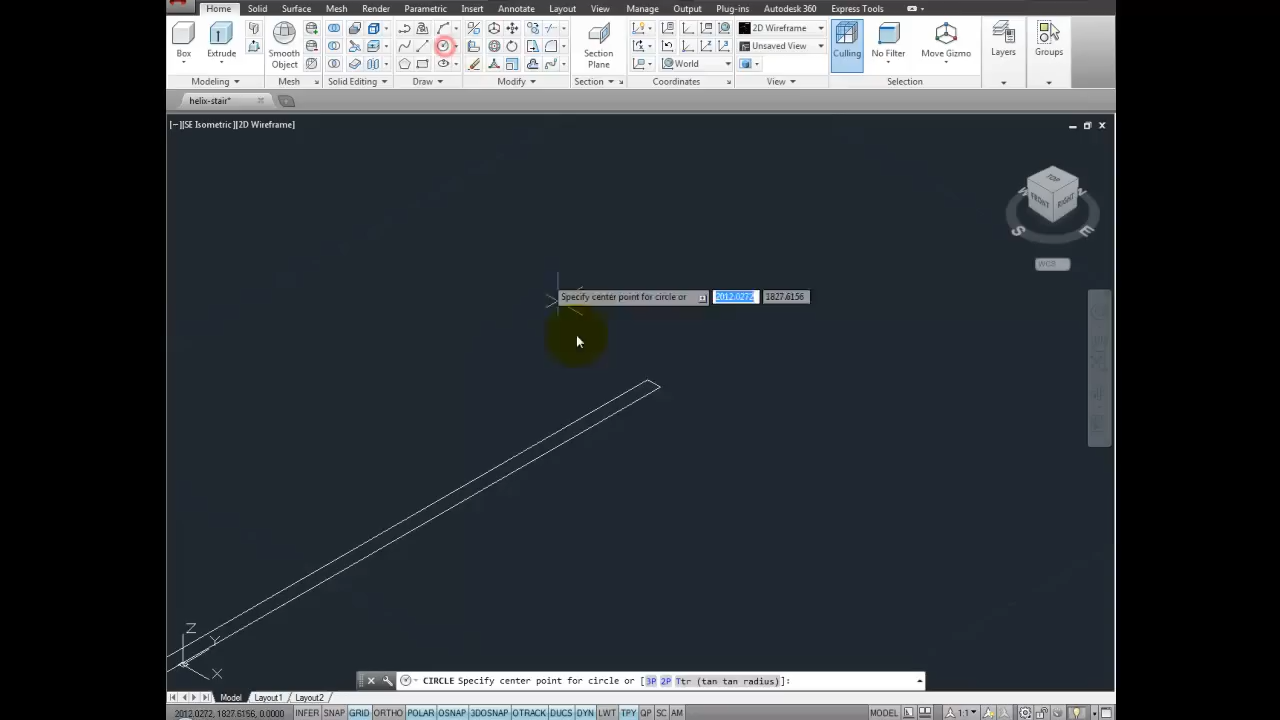 Home Solid Surface Mesh Render Parametric Insert Annotate Layout View Manage Output Plug-ins Autodesk 360 Express Tools
2D Wireframe
Unsaved View
World
Box Extrude Smooth Object Section Plane Culling No Filter Move Gizmo Layers Groups
Modeling Mesh Solid Editing Draw Modify Section Coordinates View Selection
helix-stair*
[−][SE Isometric][2D Wireframe]
TOP
FRONT RIGHT
W N
S E
WCS
Specify center point for circle or 2012.0272 1827.6156
Z
Y
X
CIRCLE Specify center point for circle or [3P 2P Ttr (tan tan radius)]:
Model Layout1 Layout2
2012.0272, 1827.6156, 0.0000 INFER SNAP GRID ORTHO POLAR OSNAP 3DOSNAP OTRACK DUCS DYN LWT TPY QP SC AM MODEL 1:1